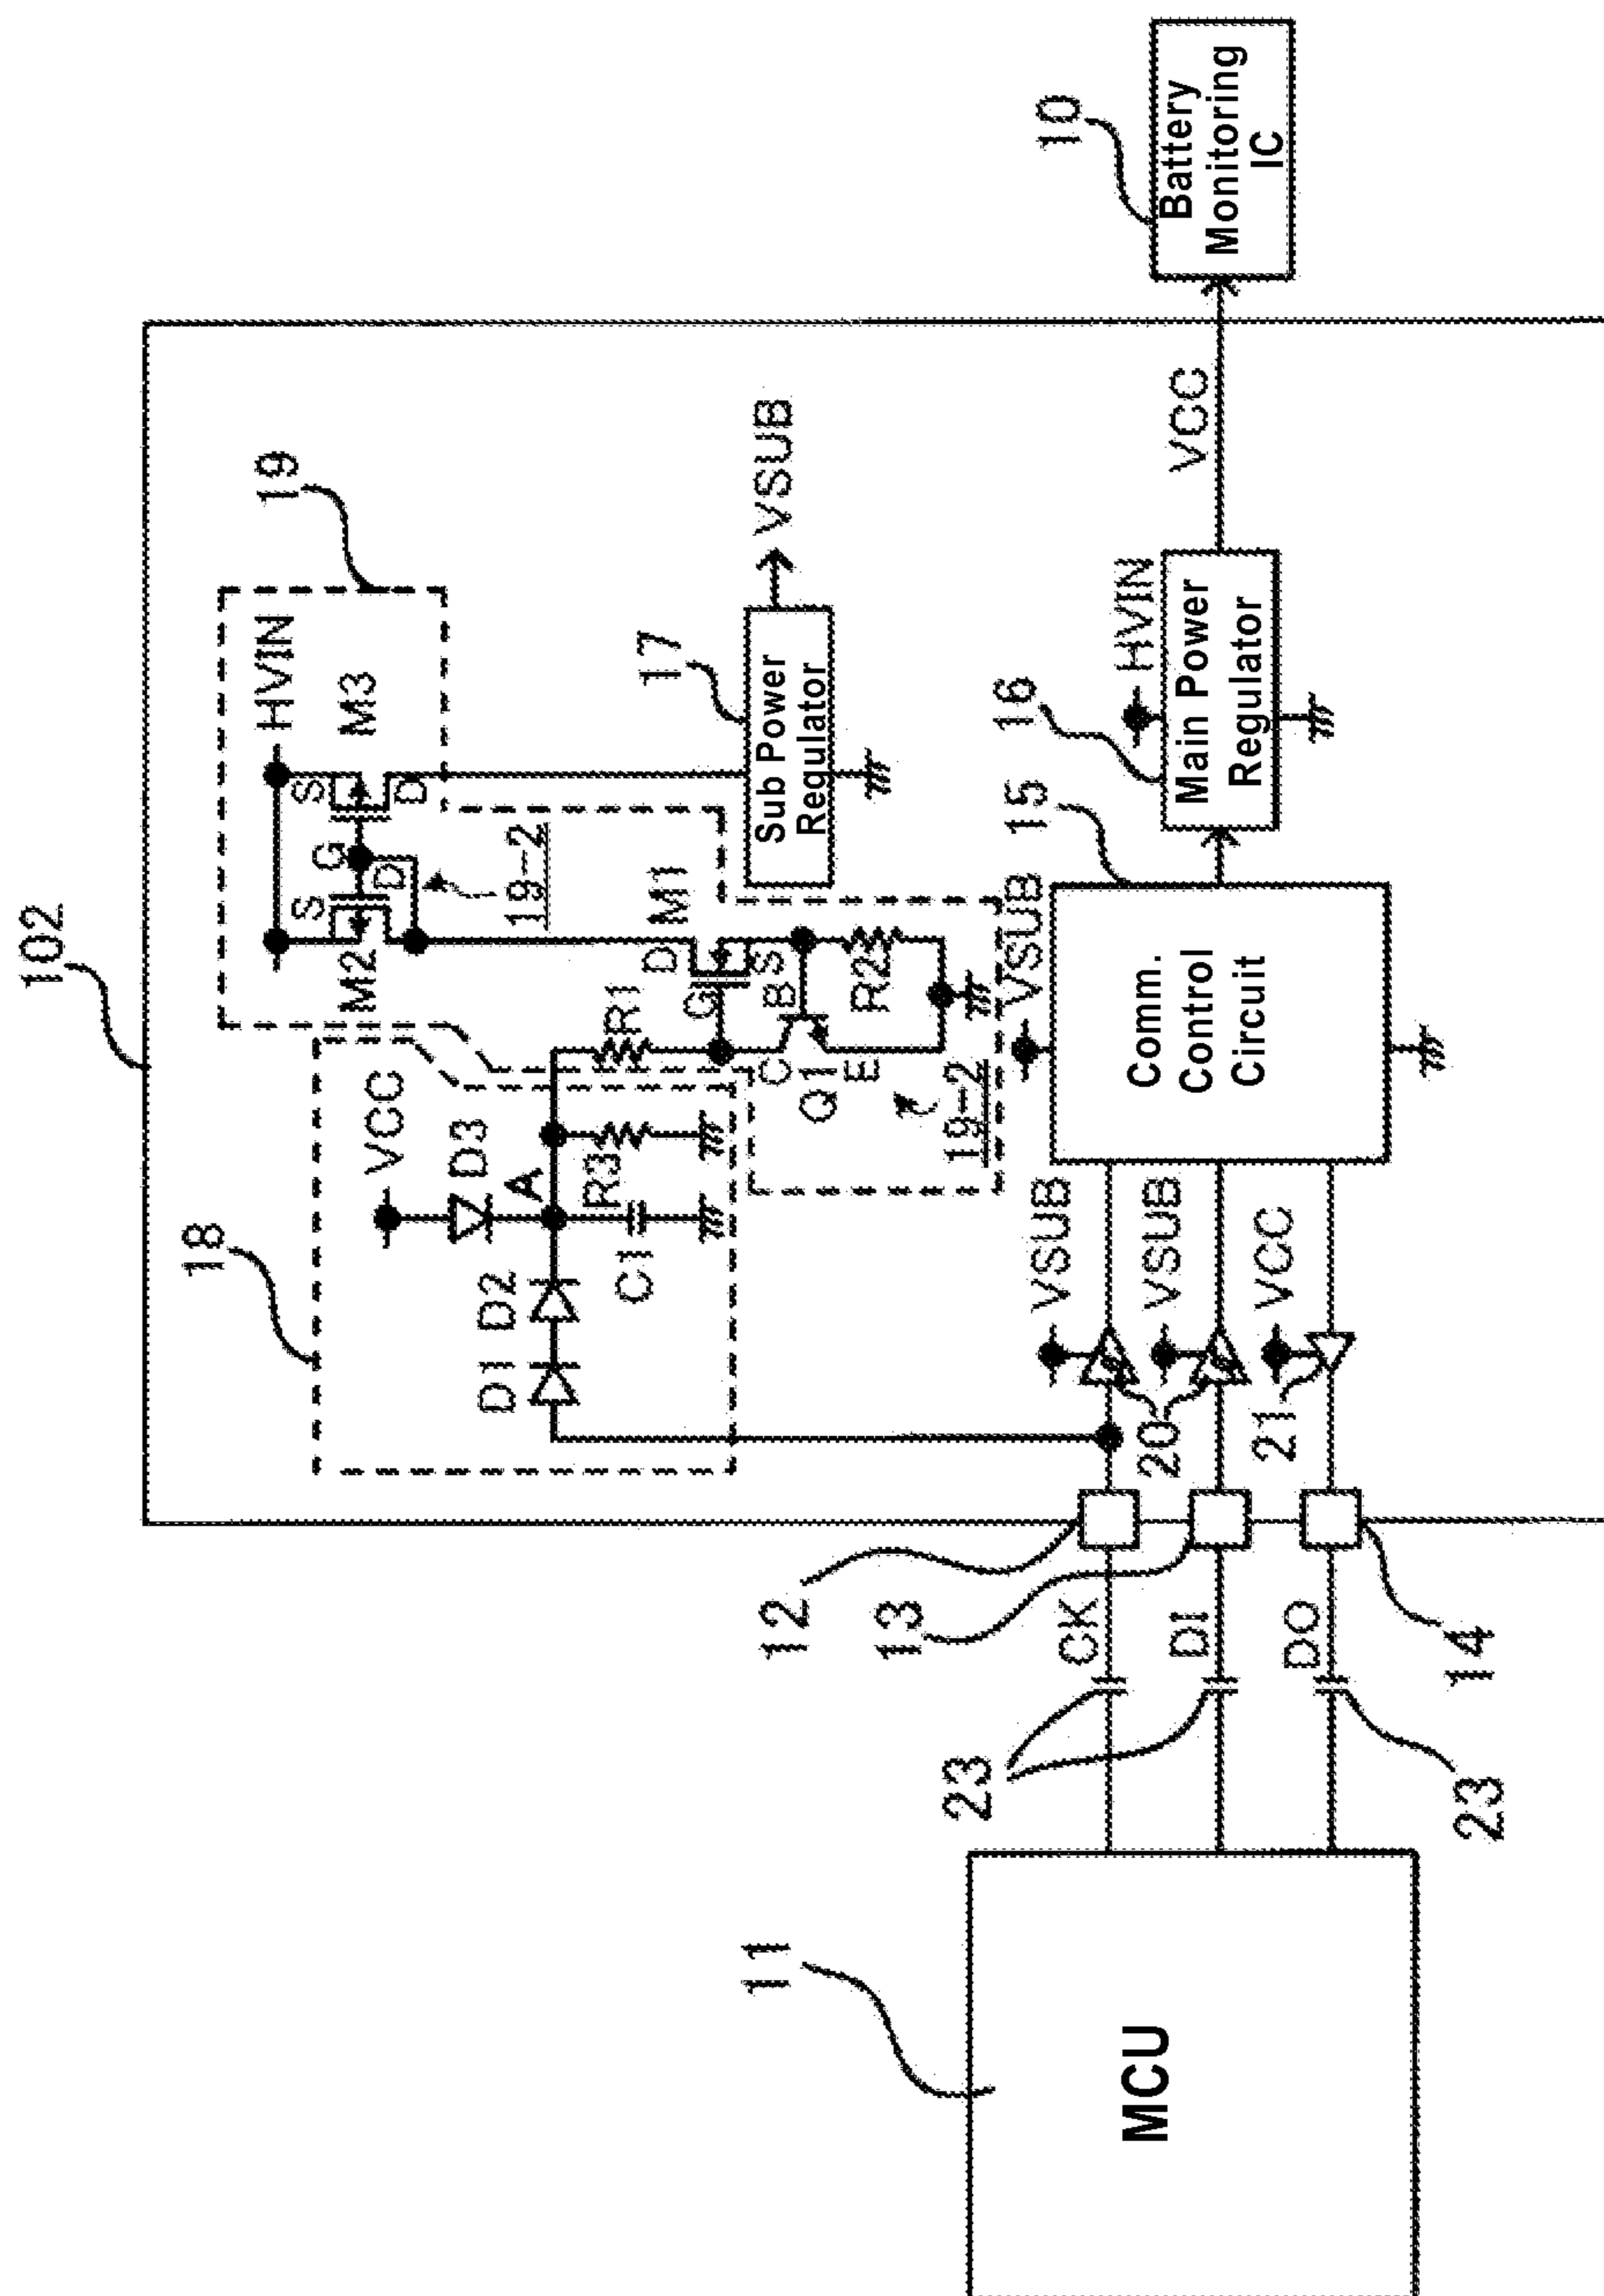 102
18
19
VCC
HVIN
D3
M2
S
G
S
M3
D
D
19-2
A
D1
D2
R1
R3
C1
D
M1
G
S
C
B
Q1
E
R2
19-2
17
Sub Power
Regulator
VSUB
11
MCU
23
23
12
13
14
CK
DI
DO
20
21
VSUB
VSUB
VCC
VSUB
15
Comm.
Control
Circuit
16
HVIN
Main Power
Regulator
VCC
10
Battery
Monitoring
IC